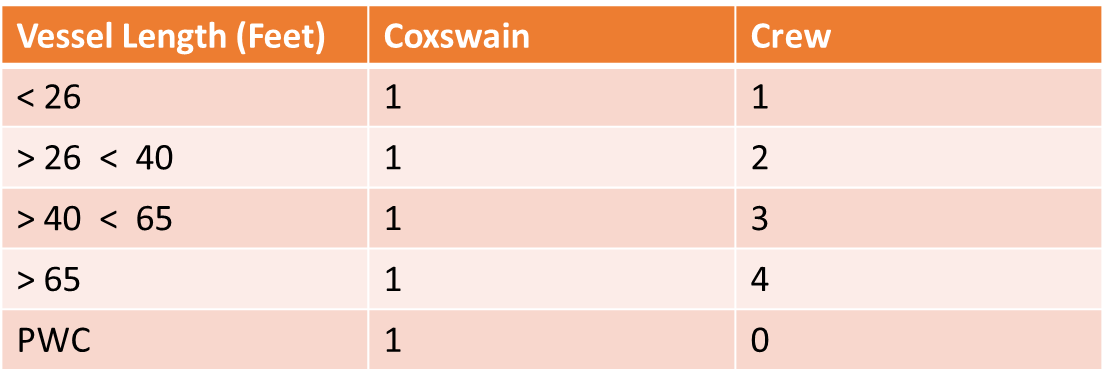 Vessel Length (Feet) Coxswain Crew
< 26 1 1
> 26 < 40 1 2
> 40 < 65 1 3
> 65 1 4
PWC 1 0